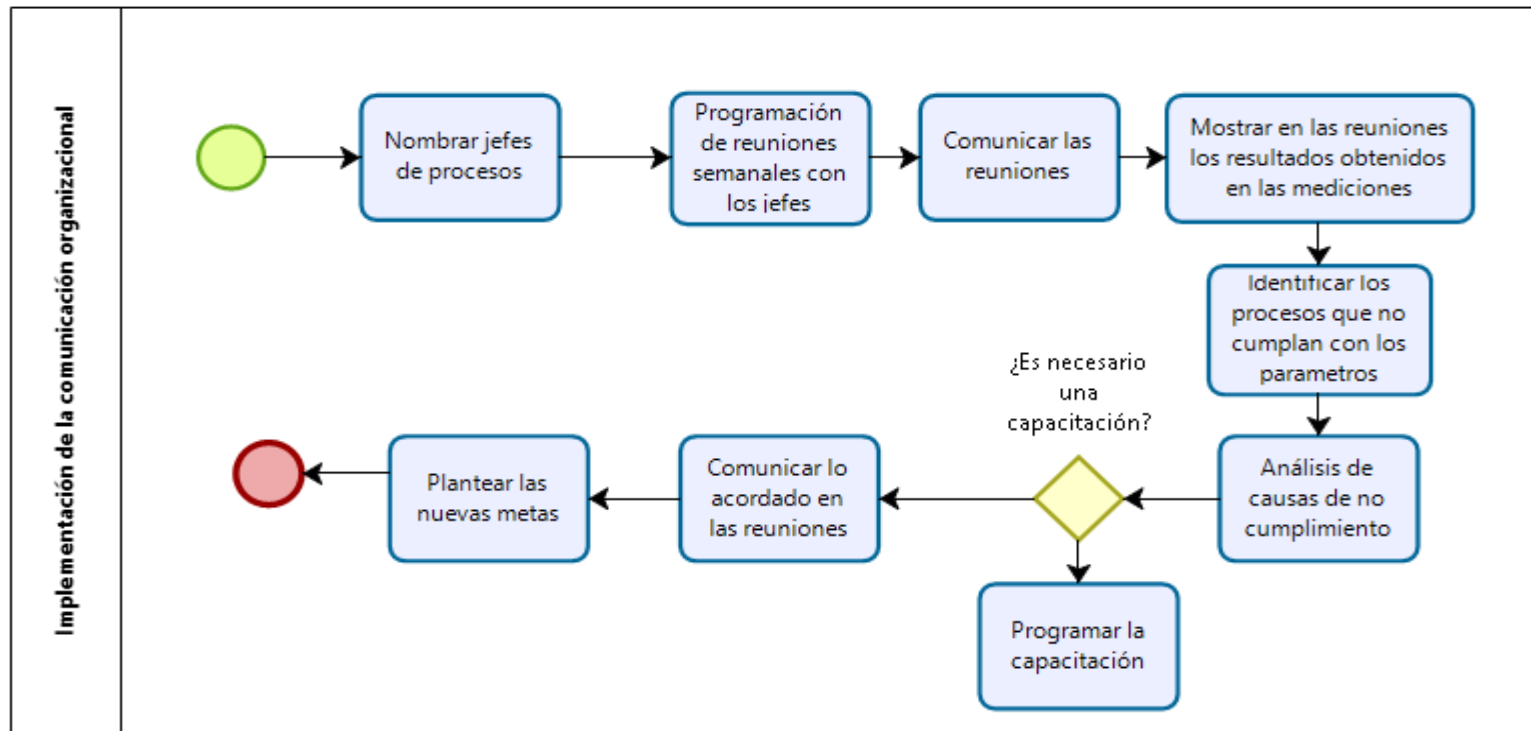 Implementación de la comunicación organizacional
Nombrar jefes
de procesos
Programación
de reuniones
semanales con
los jefes
Comunicar las
reuniones
Mostrar en las reuniones
los resultados obtenidos
en las mediciones
Identificar los
procesos que no
cumplan con los
parametros
Análisis de
causas de no
cumplimiento
¿Es necesario
una
capacitación?
Programar la
capacitación
Comunicar lo
acordado en
las reuniones
Plantear las
nuevas metas